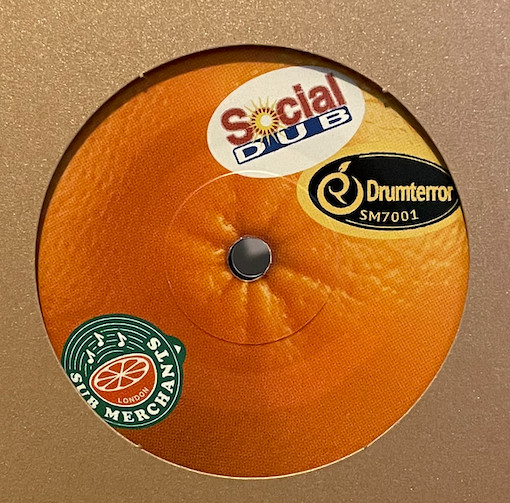 Social
DUB
Drumterror
SM7001
LONDON
SUB MERCHANTS